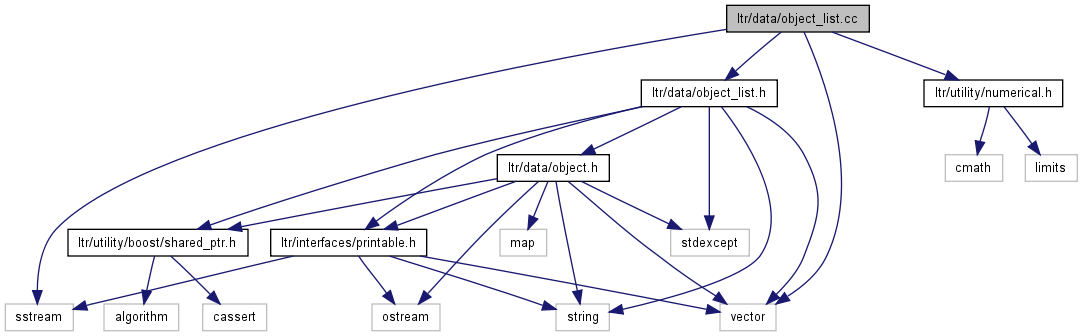 ltr/data/object_list.cc
ltr/data/object_list.h
ltr/utility/numerical.h
ltr/data/object.h
cmath
limits
ltr/utility/boost/shared_ptr.h
ltr/interfaces/printable.h
map
stdexcept
sstream
algorithm
cassert
ostream
string
vector